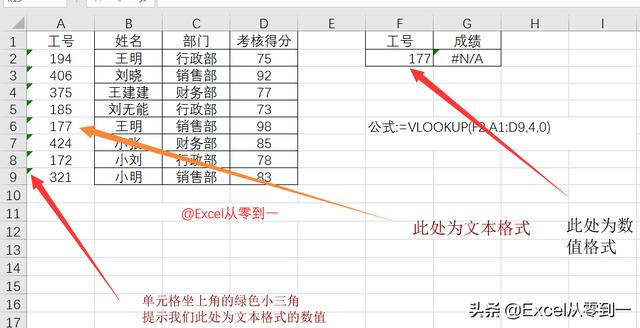 A B C D E F G H I
1 工号 姓名 部门 考核得分 工号 成绩
2 194 王明 行政部 75 177 #N/A
3 406 刘晓 销售部 92
4 375 王建建 财务部 77
5 185 刘无能 行政部 73
6 177 王明 销售部 98 公式:=VLOOKUP(F2,A1:D9,4,0)
7 424 小张 财务部 85
8 172 小刘 行政部 78
9 321 小明 销售部 83
10
11 @Excel从零到一
12 此处为文本格式 此处为数
值格式
13
14
15
单元格坐上角的绿色小三角
16
提示我们此处为文本格式的数值
头条 @Excel从零到一
17